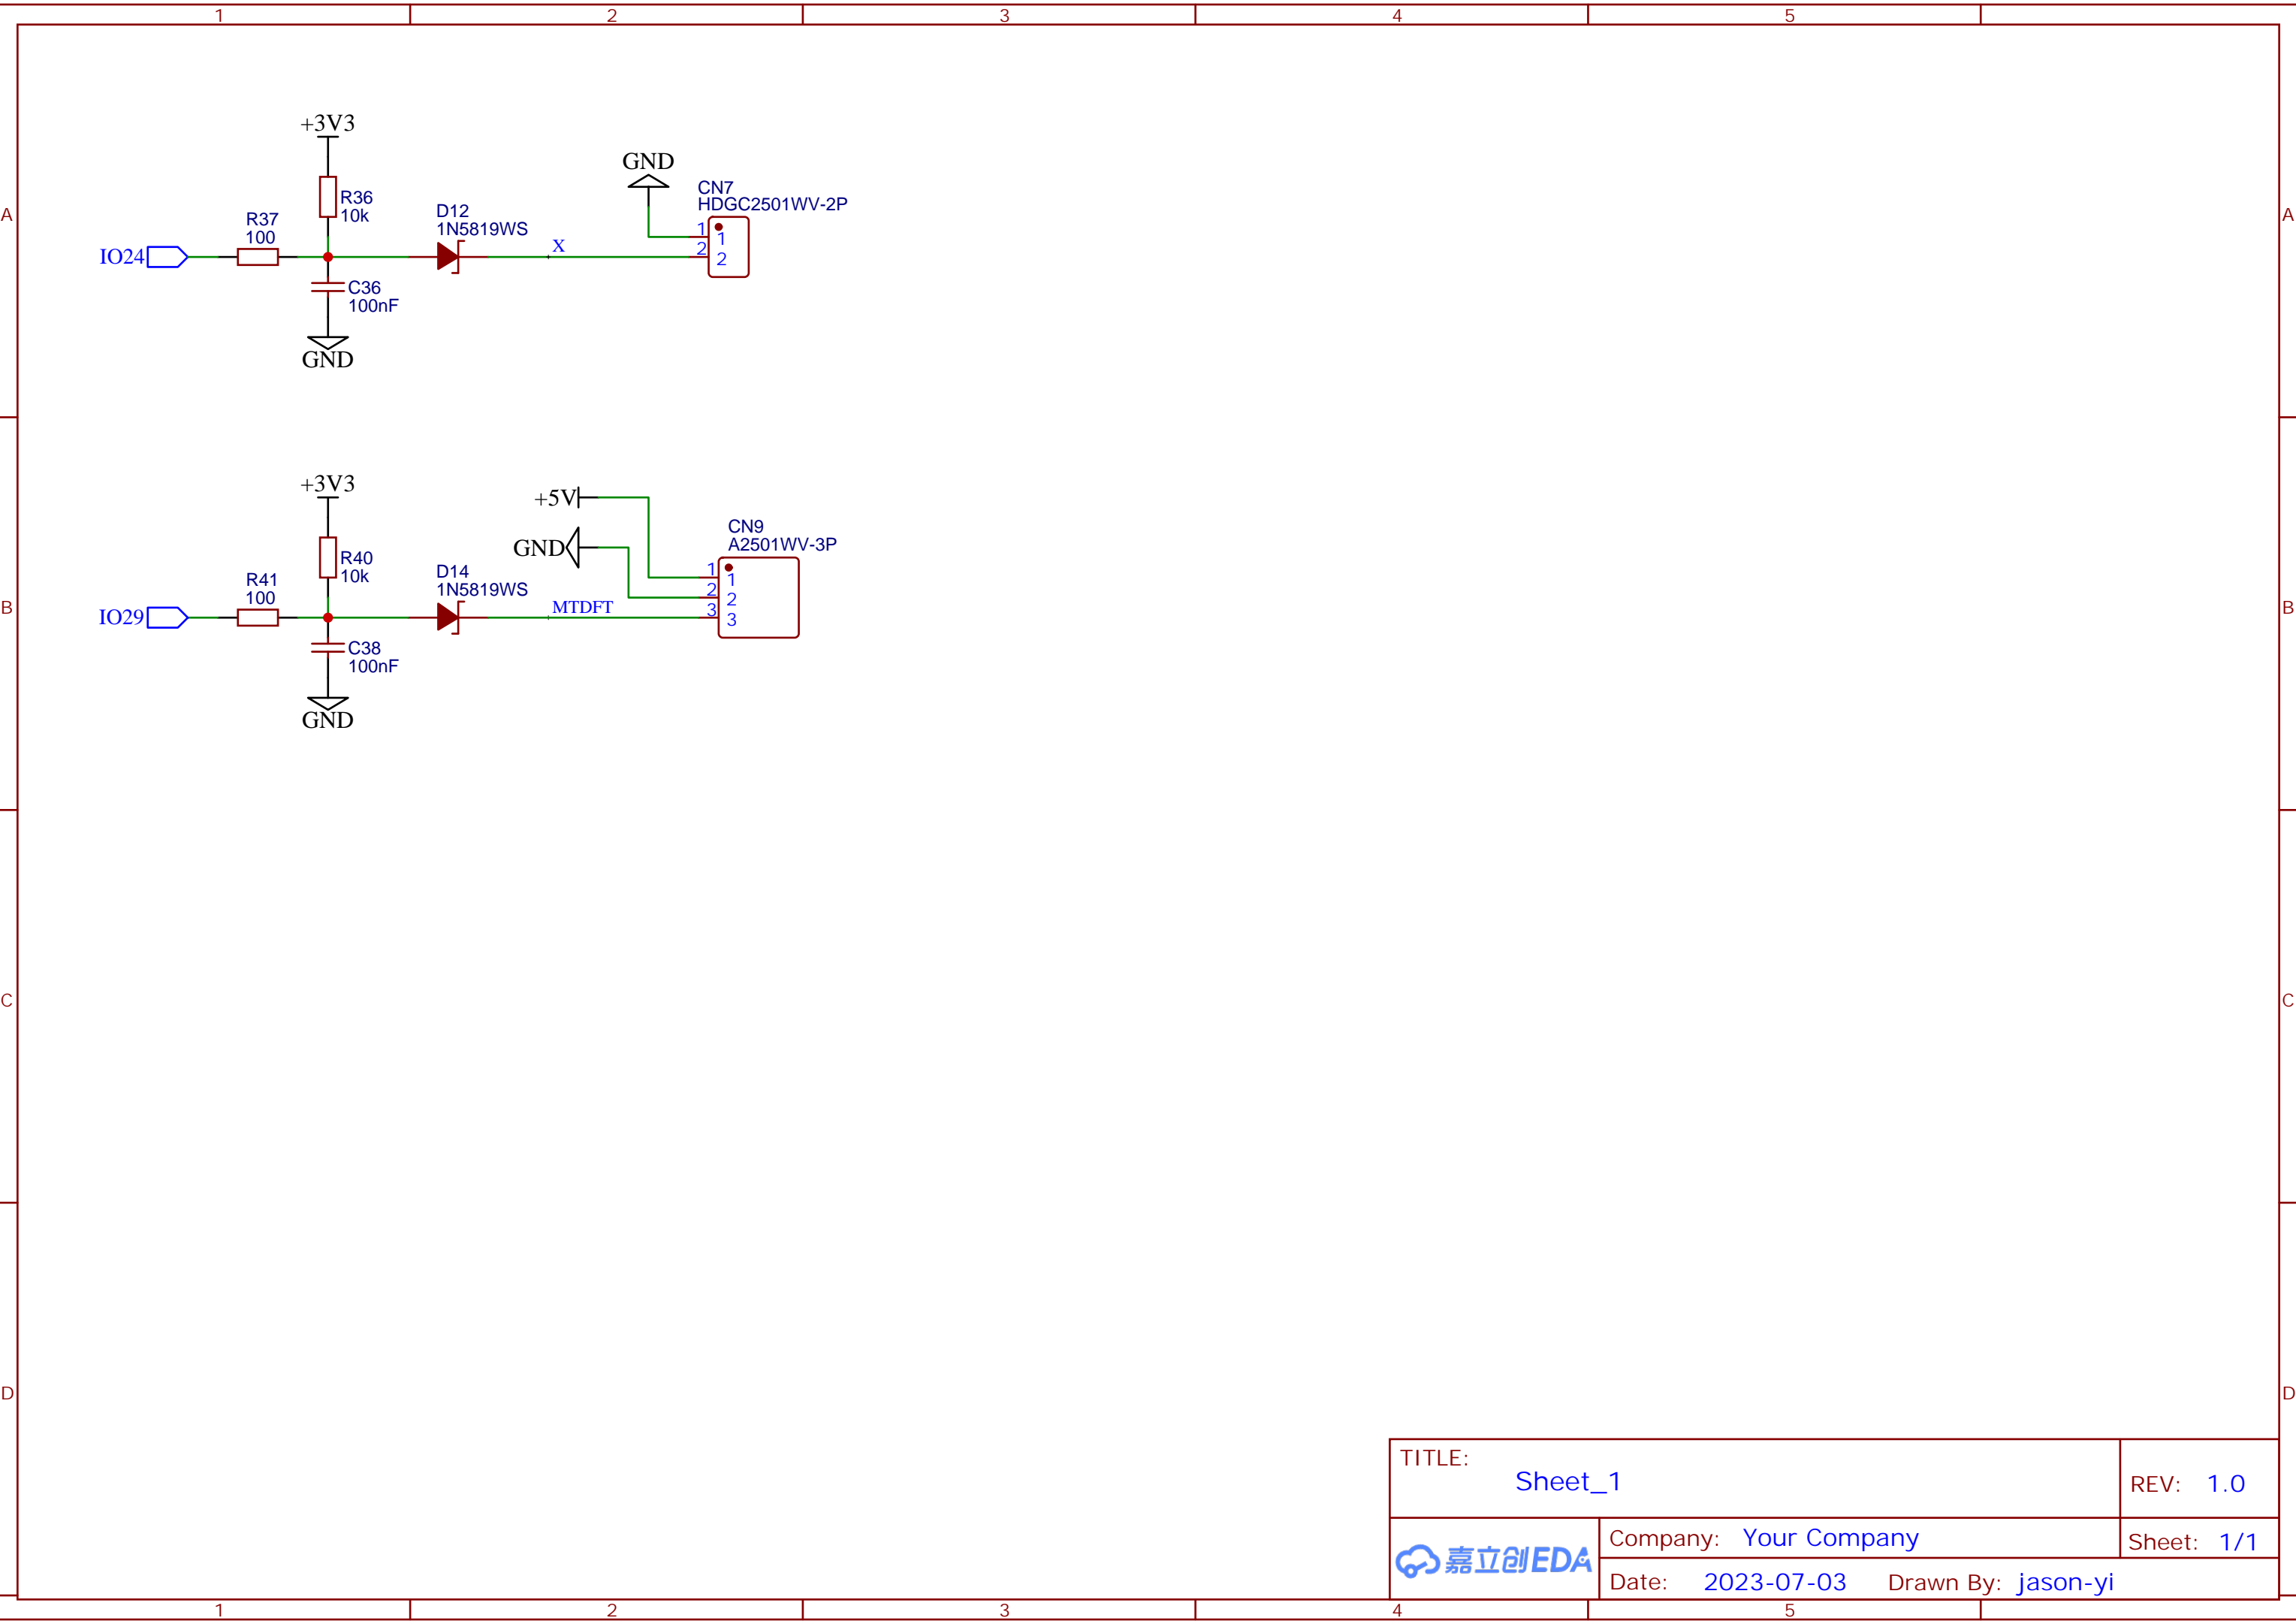 1 2 3 4 5
A A
+3V3
GND
CN7
HDGC2501WV-2P
R36
10k
D12
1N5819WS
R37
100
IO24
X
1 1
2 2
C36
100nF
GND
+3V3
+5V
GND
CN9
A2501WV-3P
R40
10k
D14
1N5819WS
R41
100
B B
IO29
MTDFT
1 1
2 2
3 3
C38
100nF
GND
C C
D D
TITLE:
Sheet_1
REV: 1.0
嘉立创EDA
Company: Your Company
Sheet: 1/1
Date: 2023-07-03 Drawn By: jason-yi
1 2 3 4 5